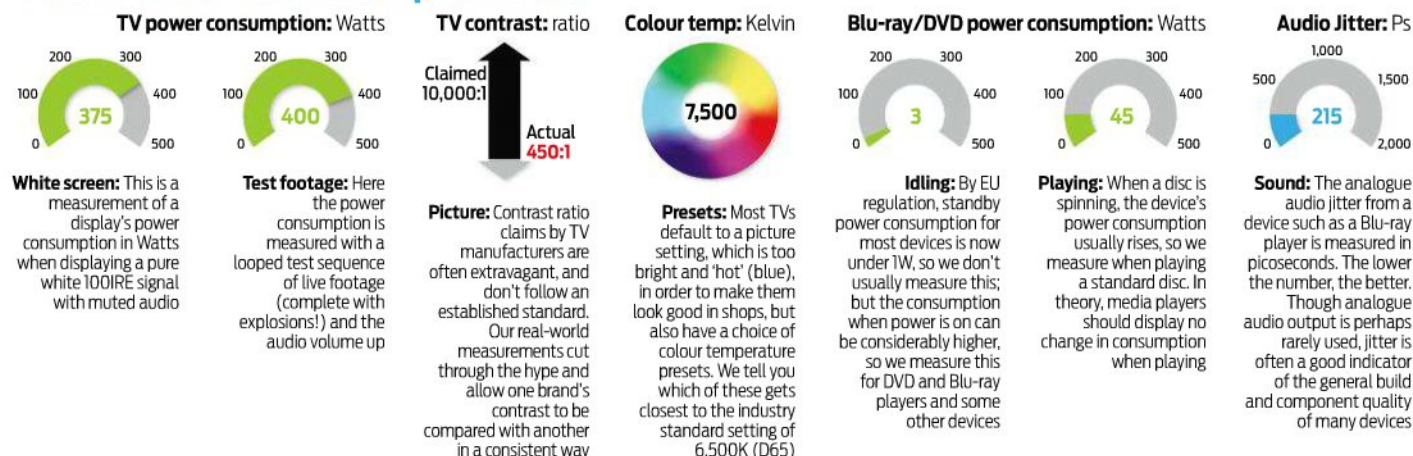 TV power consumption: Watts
200
300
100
400
375
0
500
200
300
100
400
400
0
500
White screen: This is a
measurement of a
display's power
consumption in Watts
when displaying a pure
white 100IRE signal
with muted audio
Test footage: Here
the power
consumption is
measured with a
looped test sequence
of live footage
(complete with
explosions!) and the
audio volume up
TV contrast: ratio
Claimed
10,000:1
Actual
450:1
Picture: Contrast ratio
claims by TV
manufacturers are
often extravagant, and
don't follow an
established standard.
Our real-world
measurements cut
through the hype and
allow one brand's
contrast to be
compared with another
in a consistent way
Colour temp: Kelvin
7,500
Presets: Most TVs
default to a picture
setting, which is too
bright and 'hot' (blue),
in order to make them
look good in shops, but
also have a choice of
colour temperature
presets. We tell you
which of these gets
closest to the industry
standard setting of
6,500K (D65)
Blu-ray/DVD power consumption: Watts
200
300
100
400
3
0
500
200
300
100
400
45
0
500
Idling: By EU
regulation, standby
power consumption for
most devices is now
under 1W, so we don't
usually measure this;
but the consumption
when power is on can
be considerably higher,
so we measure this
for DVD and Blu-ray
players and some
other devices
Playing: When a disc is
spinning, the device's
power consumption
usually rises, so we
measure when playing
a standard disc. In
theory, media players
should display no
change in consumption
when playing
Audio Jitter: Ps
1,000
500
1,500
215
0
2,000
Sound: The analogue
audio jitter from a
device such as a Blu-ray
player is measured in
picoseconds. The lower
the number, the better.
Though analogue
audio output is perhaps
rarely used, jitter is
often a good indicator
of the general build
and component quality
of many devices